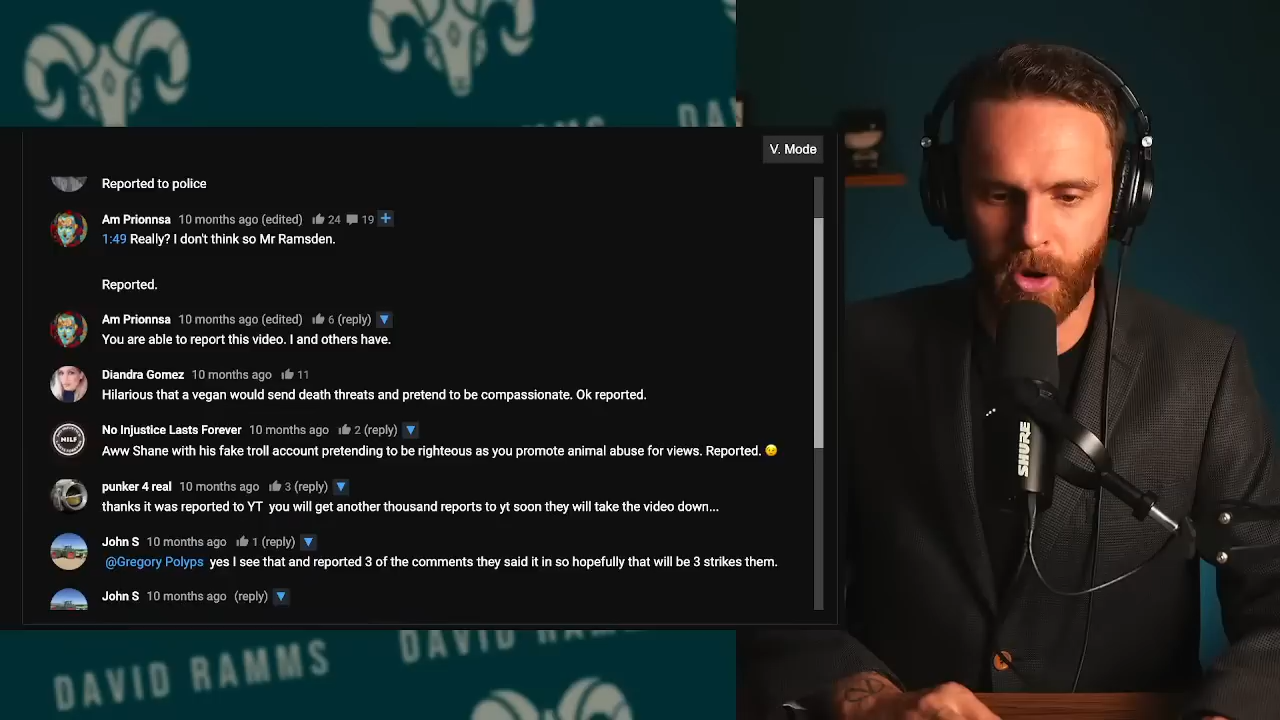 DAV
V. Mode
Reported to police
Am Prionnsa 10 months ago (edited) 24 19 +
1:49 Really? I don't think so Mr Ramsden.
Reported.
Am Prionnsa 10 months ago (edited) 6 (reply)
You are able to report this video. I and others have.
Diandra Gomez 10 months ago 11
Hilarious that a vegan would send death threats and pretend to be compassionate. Ok reported.
No Injustice Lasts Forever 10 months ago 2 (reply)
NILF
Aww Shane with his fake troll account pretending to be righteous as you promote animal abuse for views. Reported. 😉
punker 4 real 10 months ago 3 (reply)
thanks it was reported to YT you will get another thousand reports to yt soon they will take the video down...
John S 10 months ago 1 (reply)
@Gregory Polyps yes I see that and reported 3 of the comments they said it in so hopefully that will be 3 strikes them.
John S 10 months ago (reply)
SHURE
DAVID RAMMS
DAVID RAM